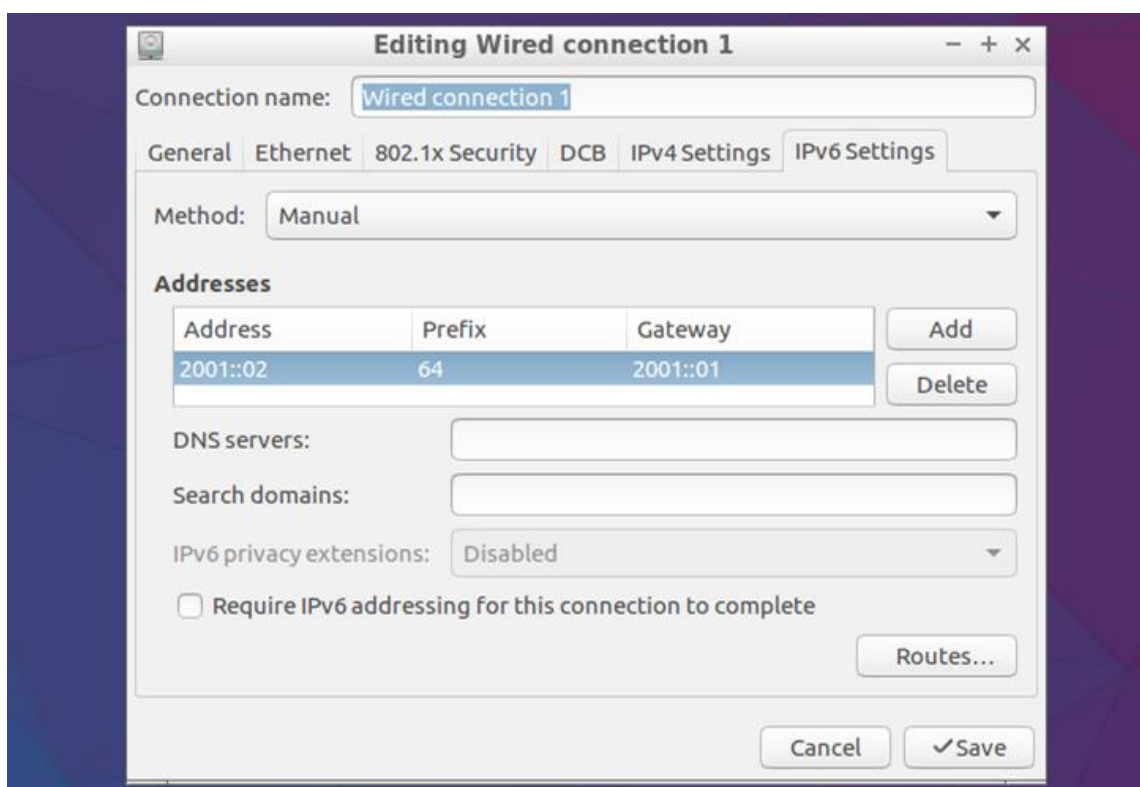 Editing Wired connection 1
Connection name: Wired connection 1
General Ethernet 802.1x Security DCB IPv4 Settings IPv6 Settings
Method: Manual
Addresses
Address Prefix Gateway Add
2001::02 64 2001::01
Delete
DNS servers:
Search domains:
IPv6 privacy extensions: Disabled
Require IPv6 addressing for this connection to complete
Routes...
Cancel Save